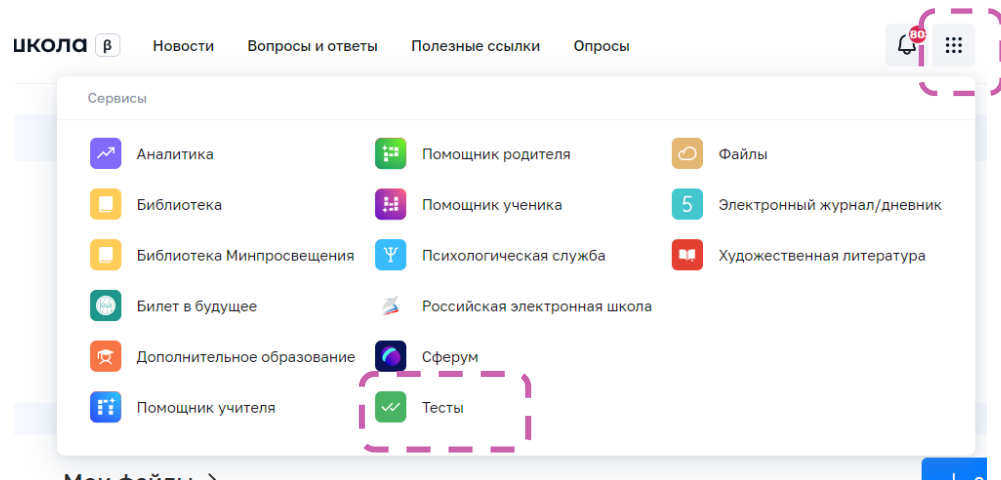 школа β Новости Вопросы и ответы Полезные ссылки Опросы 80
Сервисы
Аналитика Помощник родителя Файлы
Библиотека Помощник ученика 5 Электронный журнал/дневник
Библиотека Минпросвещения Ψ Психологическая служба Художественная литература
Билет в будущее Российская электронная школа
Дополнительное образование Сферум
Помощник учителя Тесты
Мои файлы